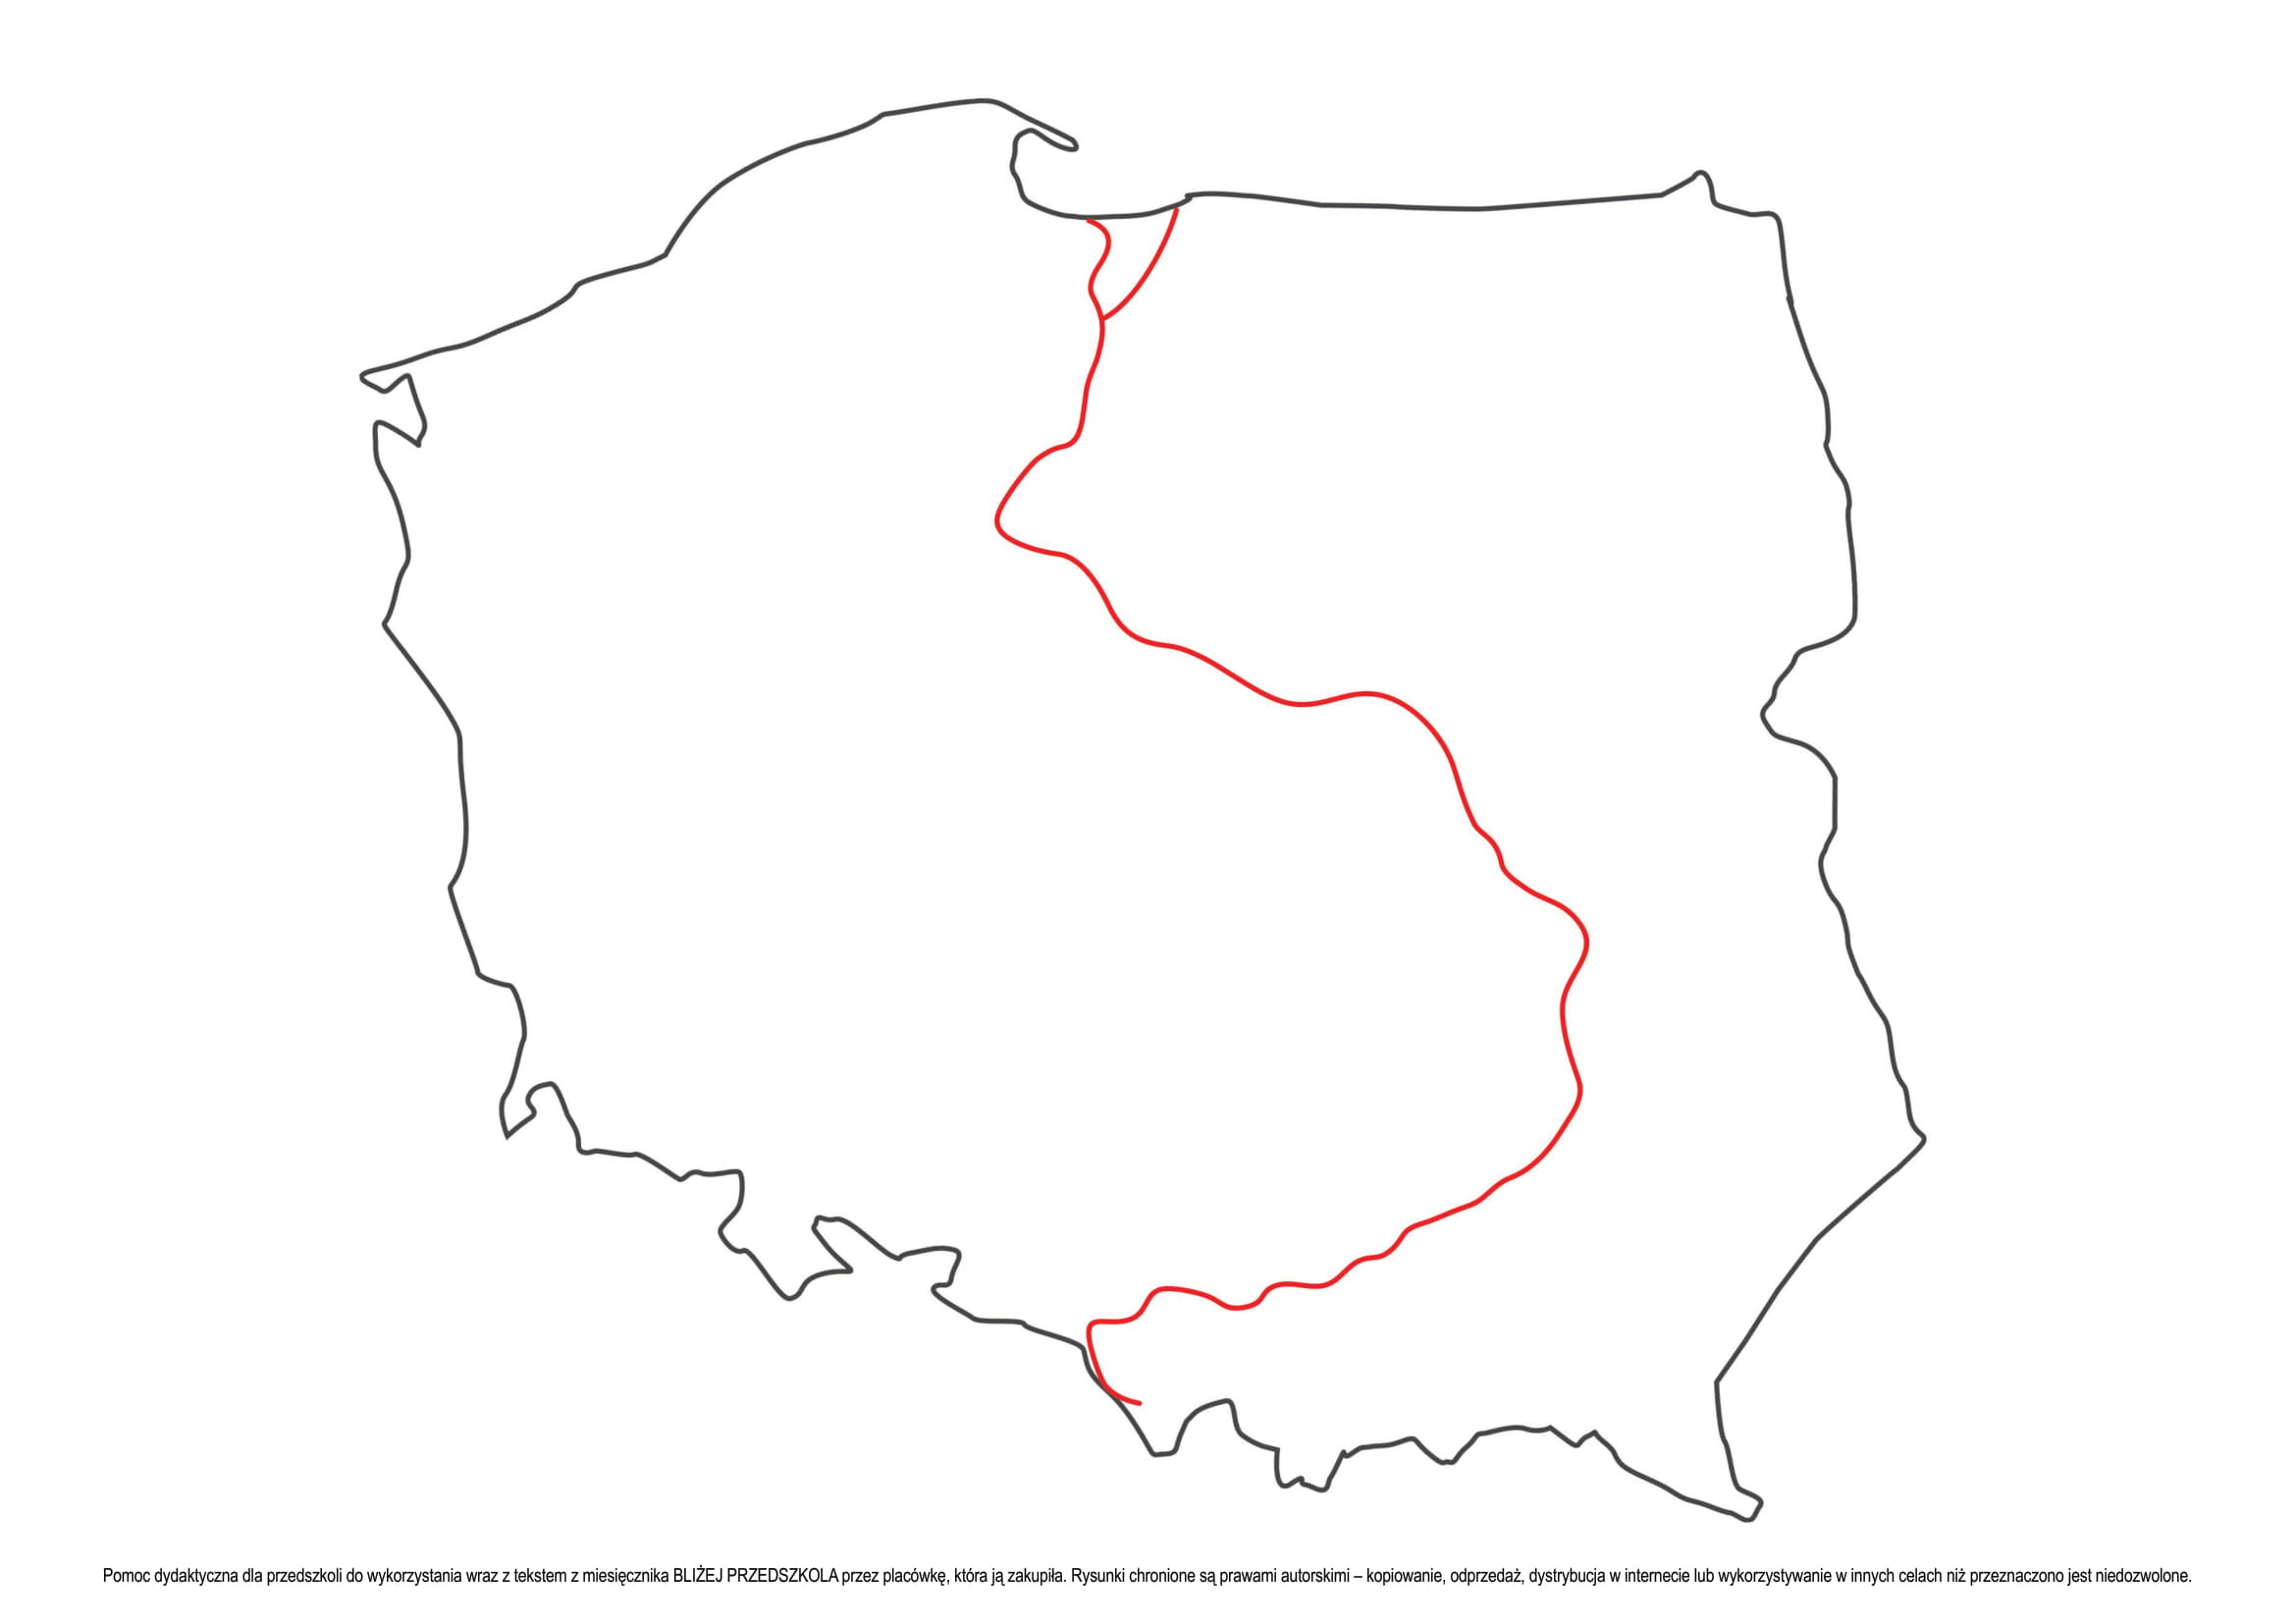 Pomoc dydaktyczna dla przedszkoli do wykorzystania wraz z tekstem z miesięcznika BLIŻEJ PRZEDSZKOLA przez placówkę, która ją zakupiła. Rysunki chronione są prawami autorskimi – kopiowanie, odprzedaż, dystrybucja w internecie lub wykorzystywanie w innych celach niż przeznaczono jest niedozwolone.